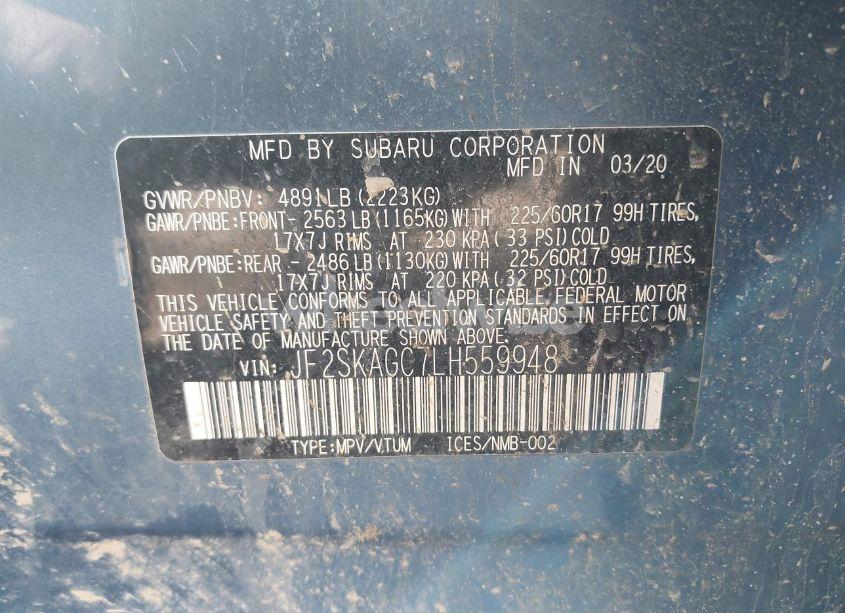 MFD BY SUBARU CORPORATION
MFD IN 03/20
GVWR/PNBV: 4891LB (2223KG)
GAWR/PNBE:FRONT- 2563 LB (1165KG) WITH 225/60R17 99H TIRES,
17X7J RIMS AT 230 KPA ( 33 PSI) COLD
GAWR/PNBE:REAR - 2486 LB (1130KG) WITH 225/60R17 99H TIRES,
17X7J RIMS AT 220 KPA ( 32 PSI) COLD
THIS VEHICLE CONFORMS TO ALL APPLICABLE FEDERAL MOTOR
VEHICLE SAFETY AND THEFT PREVENTION STANDARDS IN EFFECT ON
THE DATE OF MANUFACTURE SHOWN ABOVE.
VIN: JF2SKAGC7LH559948
TYPE:MPV/V.TUM ICES/NMB-002